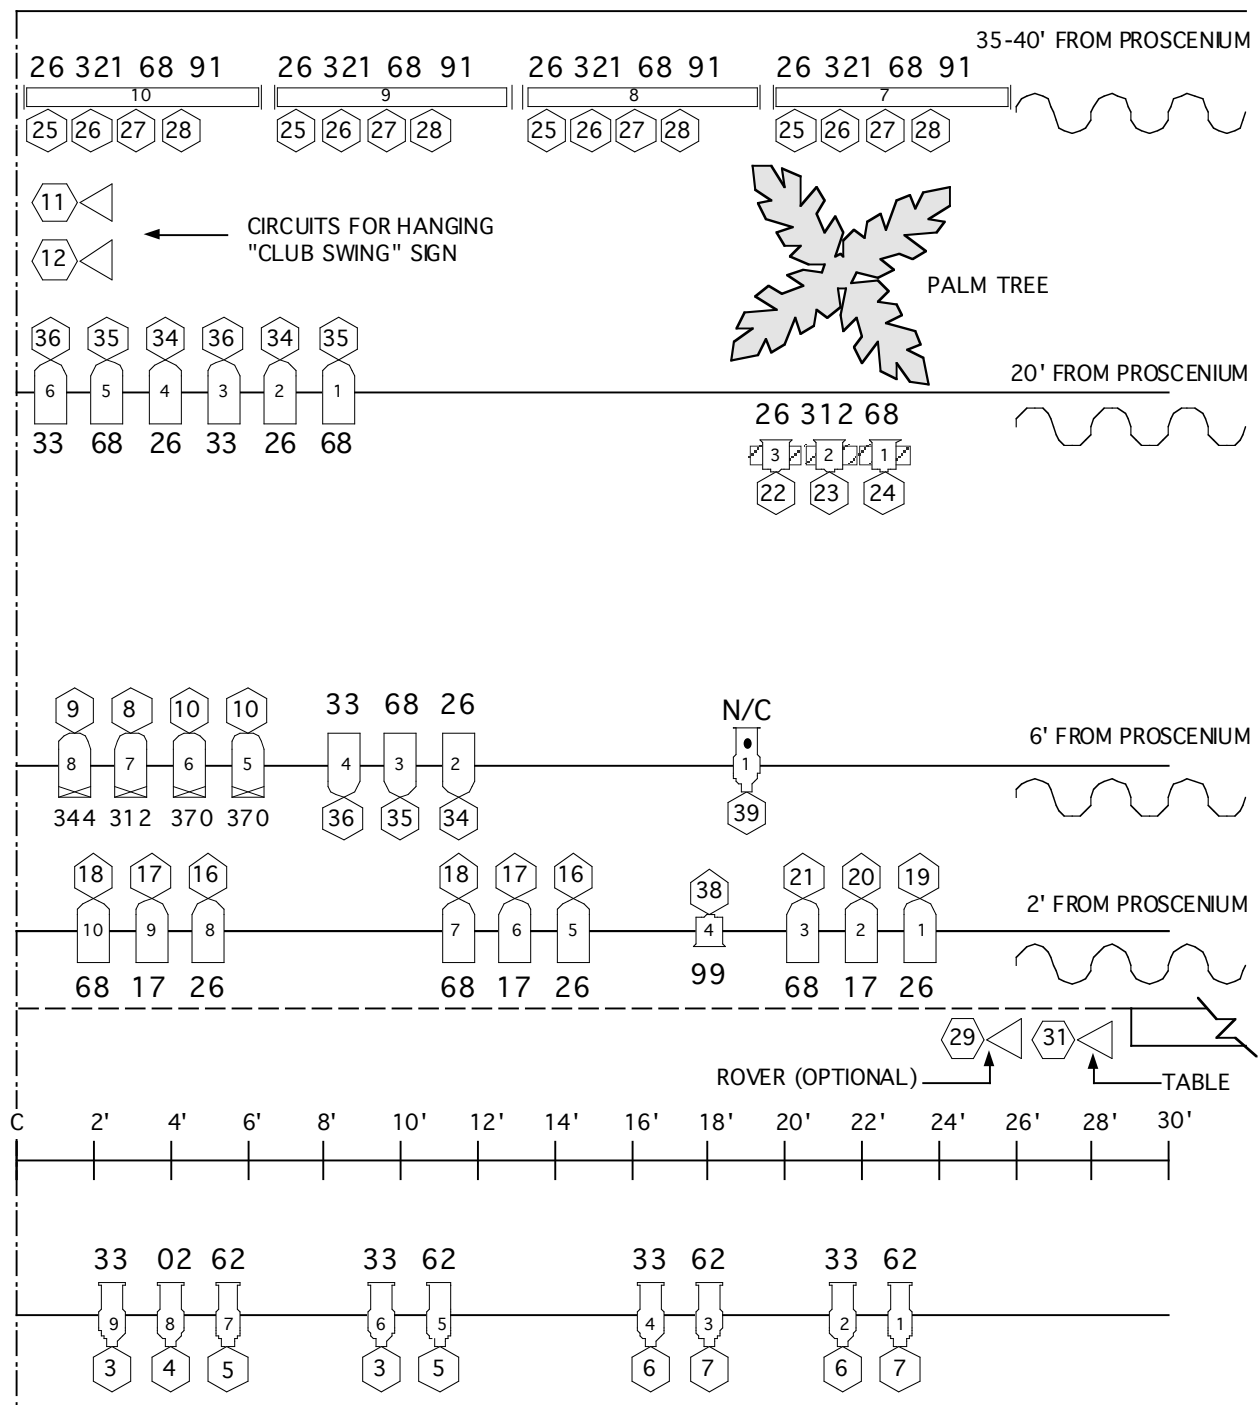 35-40' FROM PROSCENIUM
26 321 68 91 26 321 68 91 26 321 68 91 26 321 68 91
10 9 8 7
25 26 27 28 25 26 27 28 25 26 27 28 25 26 27 28
11
CIRCUITS FOR HANGING
"CLUB SWING" SIGN
12
PALM TREE
36 35 34 36 34 35
20' FROM PROSCENIUM
6 5 4 3 2 1
33 68 26 33 26 68
26 312 68
3 2 1
22 23 24
9 8 10 10
33 68 26
N/C
6' FROM PROSCENIUM
8 7 6 5 4 3 2 1
344 312 370 370
36 35 34
39
18 17 16 18 17 16 38 21 20 19
2' FROM PROSCENIUM
10 9 8 7 6 5 4 3 2 1
68 17 26 68 17 26 99 68 17 26
29 31
ROVER (OPTIONAL)
TABLE
C 2' 4' 6' 8' 10' 12' 14' 16' 18' 20' 22' 24' 26' 28' 30'
33 02 62 33 62 33 62 33 62
9 8 7 6 5 4 3 2 1
3 4 5 3 5 6 7 6 7